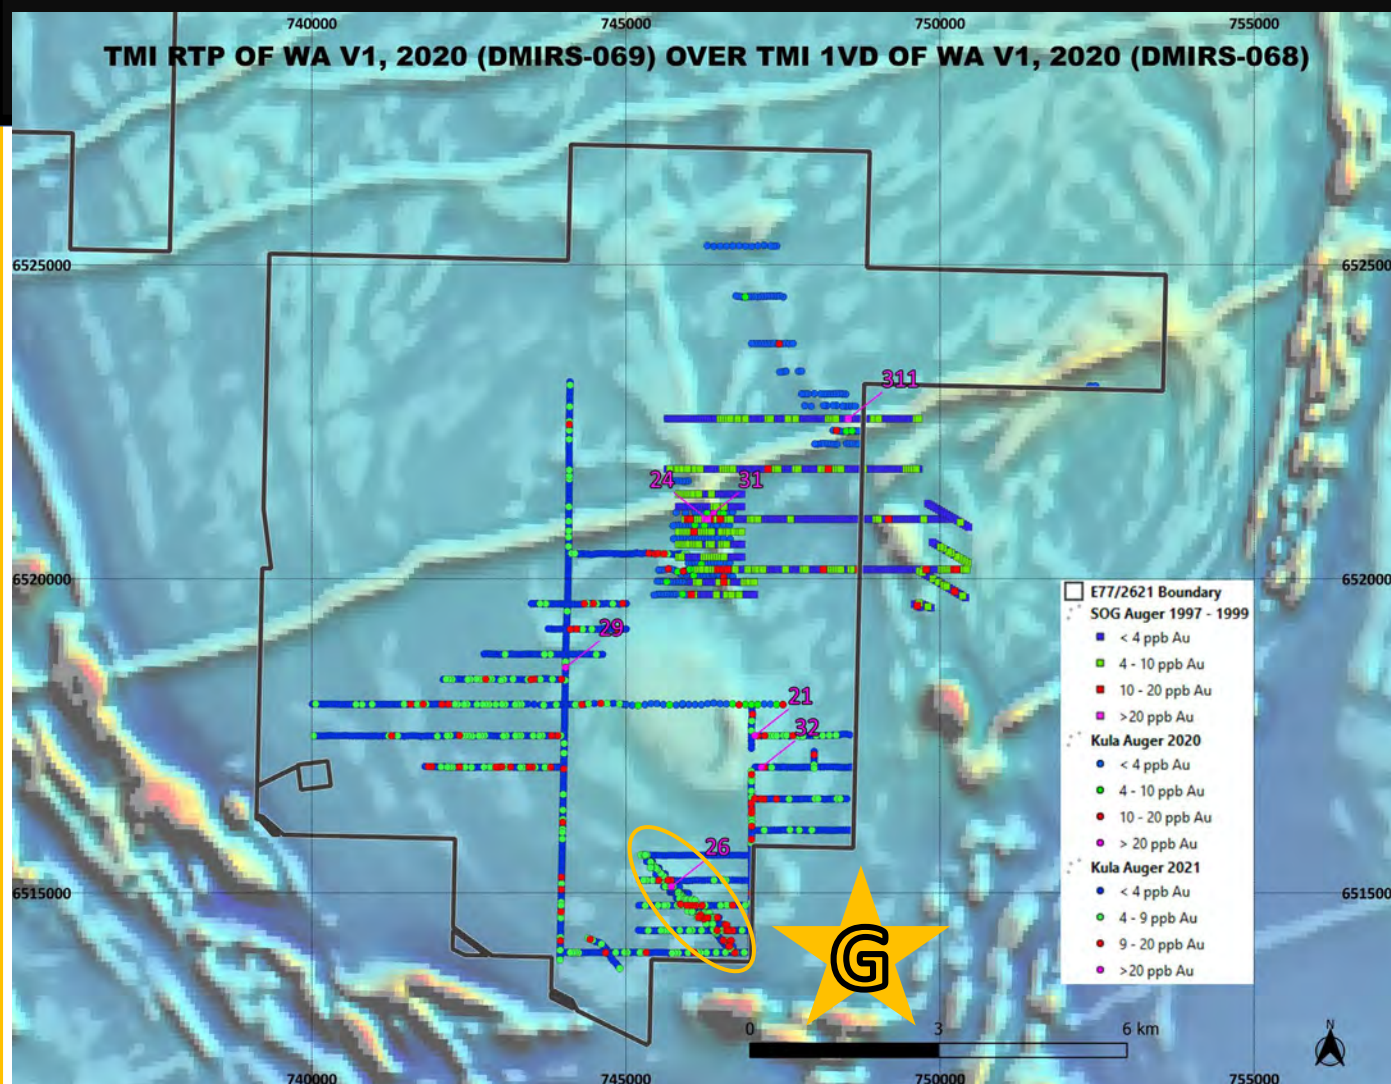 740000 745000 750000 755000
TMI RTP OF WA V1, 2020 (DMIRS-069) OVER TMI 1VD OF WA V1, 2020 (DMIRS-068)
6525000 6525000
311
24 31
6520000 6520000
29
21
32
26
6515000 6515000
E77/2621 Boundary
SOG Auger 1997 - 1999
< 4 ppb Au
4 - 10 ppb Au
10 - 20 ppb Au
>20 ppb Au
Kula Auger 2020
< 4 ppb Au
4 - 10 ppb Au
10 - 20 ppb Au
> 20 ppb Au
Kula Auger 2021
< 4 ppb Au
4 - 9 ppb Au
9 - 20 ppb Au
>20 ppb Au
G
0 3 6 km
N
740000 745000 750000 755000